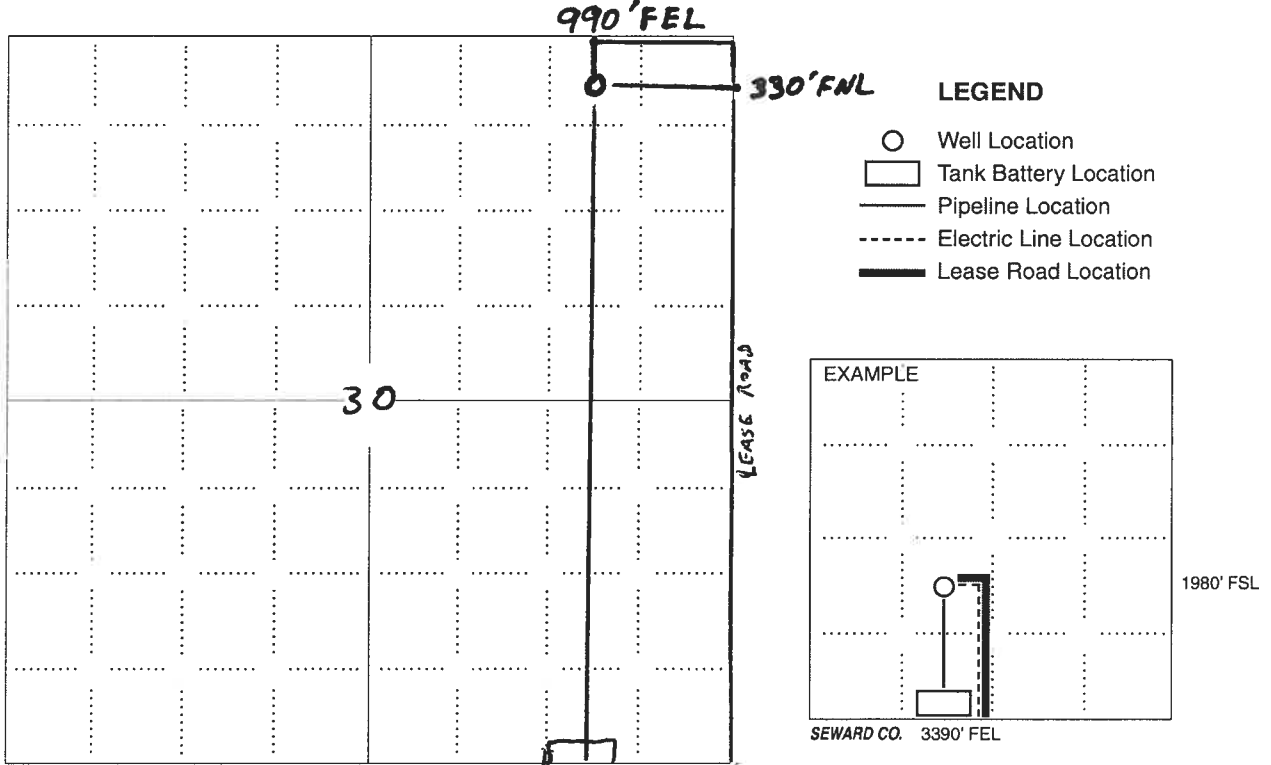 990' FEL
330' FNL
LEGEND
Well Location
Tank Battery Location
Pipeline Location
Electric Line Location
Lease Road Location
30
LEASE ROAD
EXAMPLE
1980' FSL
SEWARD CO. 3390' FEL